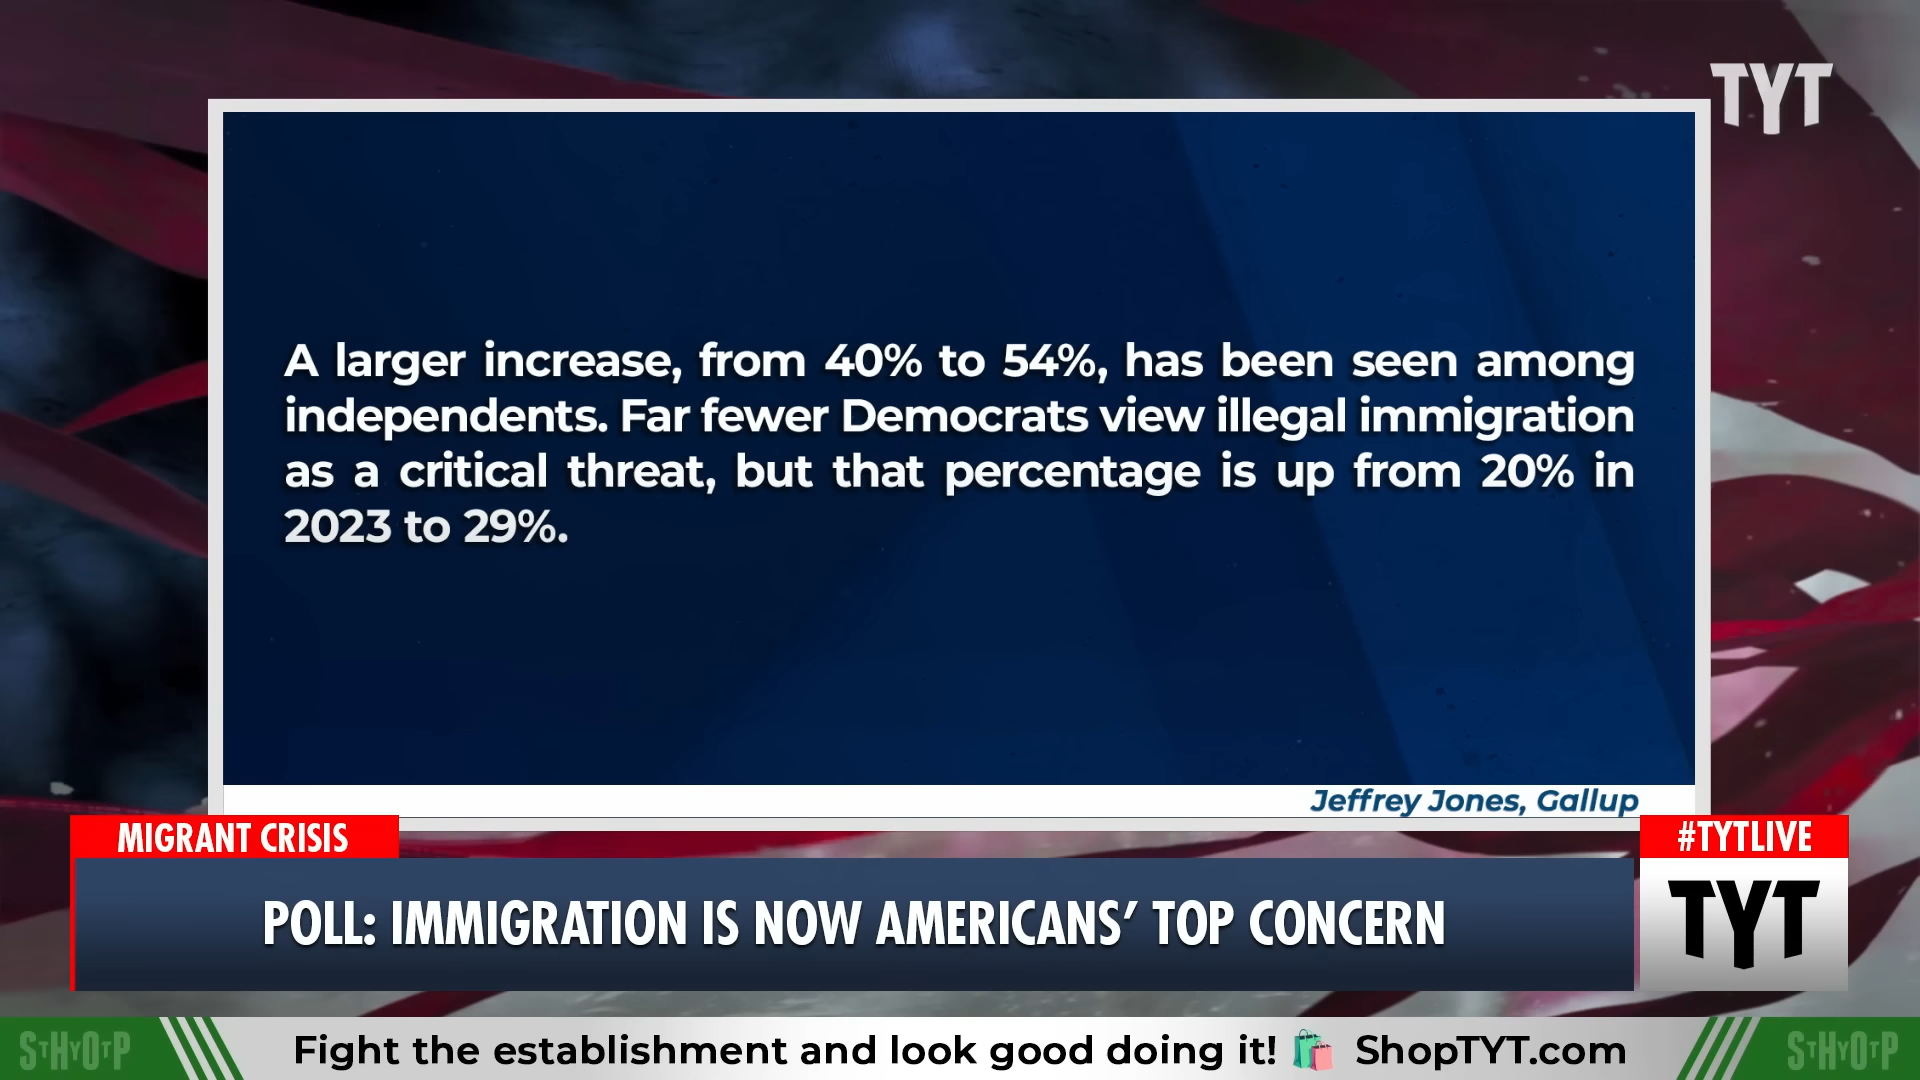 TYT
A larger increase, from 40% to 54%, has been seen among
independents. Far fewer Democrats view illegal immigration
as a critical threat, but that percentage is up from 20% in
2023 to 29%.
Jeffrey Jones, Gallup
MIGRANT CRISIS
#TYTLIVE
POLL: IMMIGRATION IS NOW AMERICANS’ TOP CONCERN
TYT
SHOP TYT
Fight the establishment and look good doing it! 🛍️ ShopTYT.com
SHOP TYT